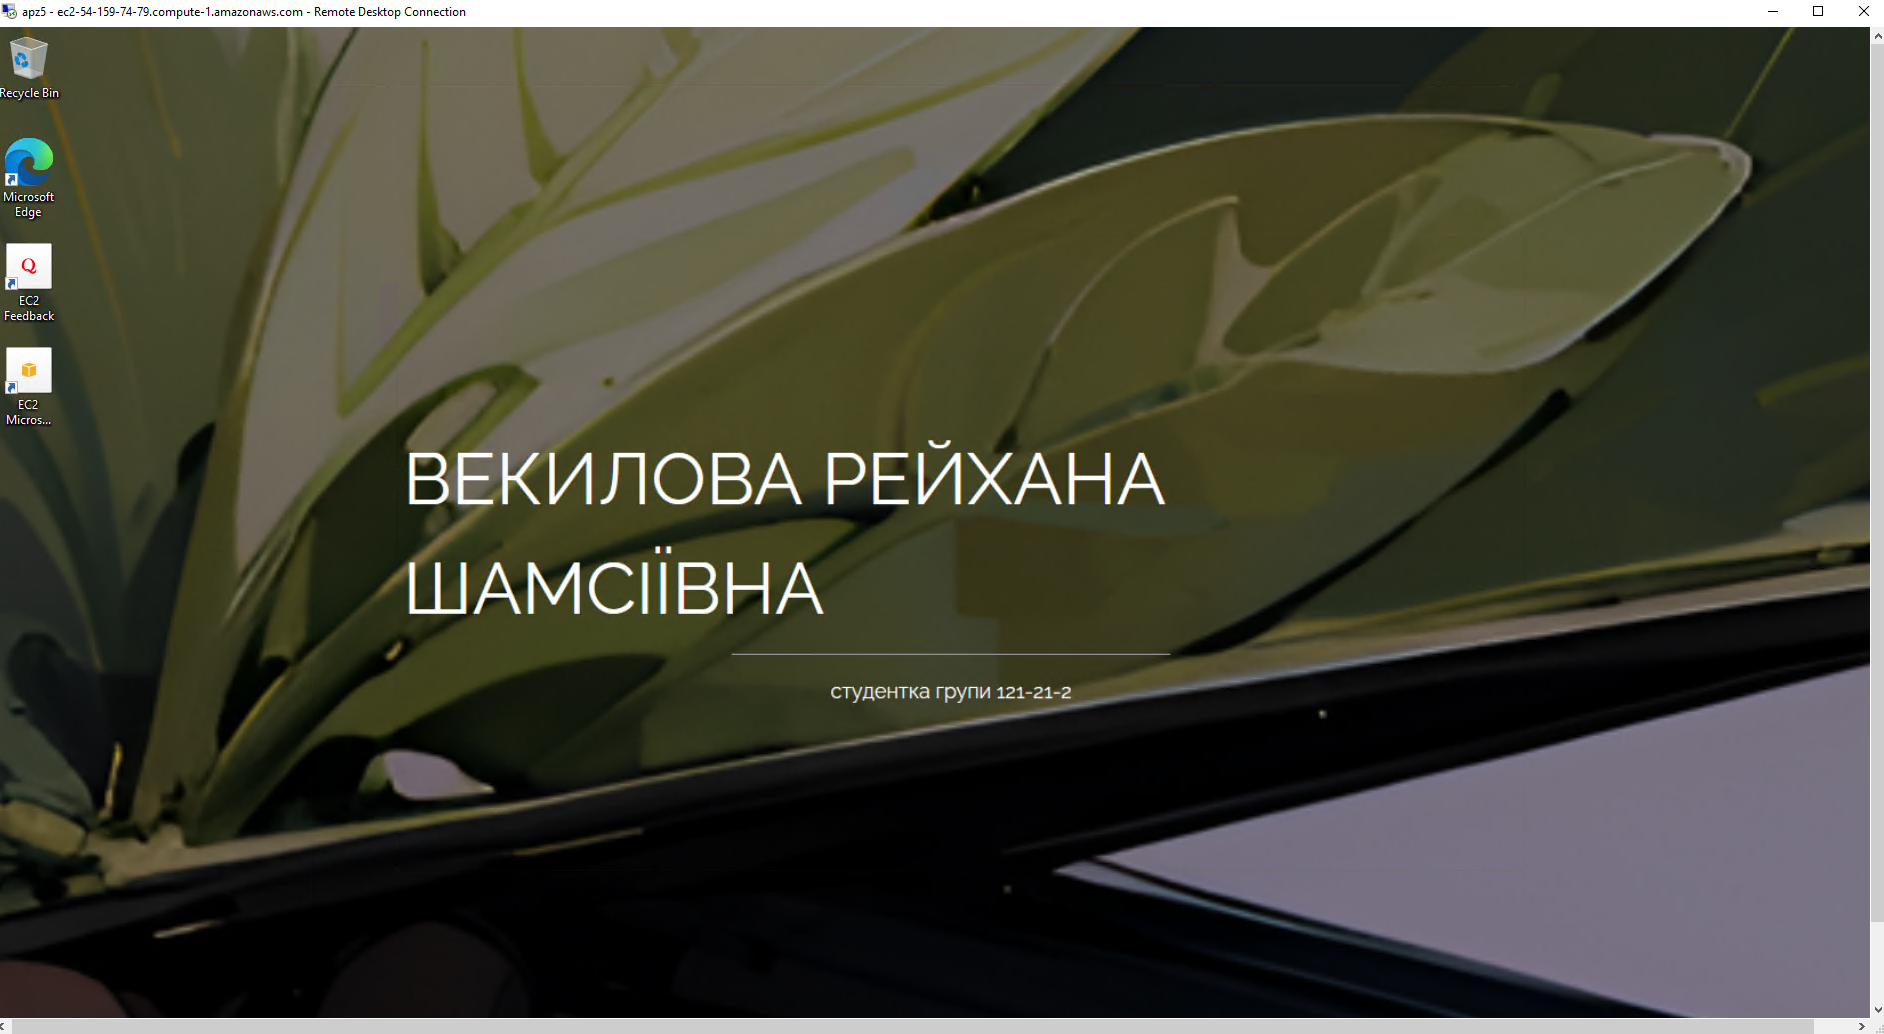 apz5 - ec2-54-159-74-79.compute-1.amazonaws.com - Remote Desktop Connection
Recycle Bin
Microsoft
Edge
Q
EC2
Feedback
EC2
Micros...
ВЕКИЛОВА РЕЙХАНА
ШАМСІЇВНА
студентка групи 121-21-2